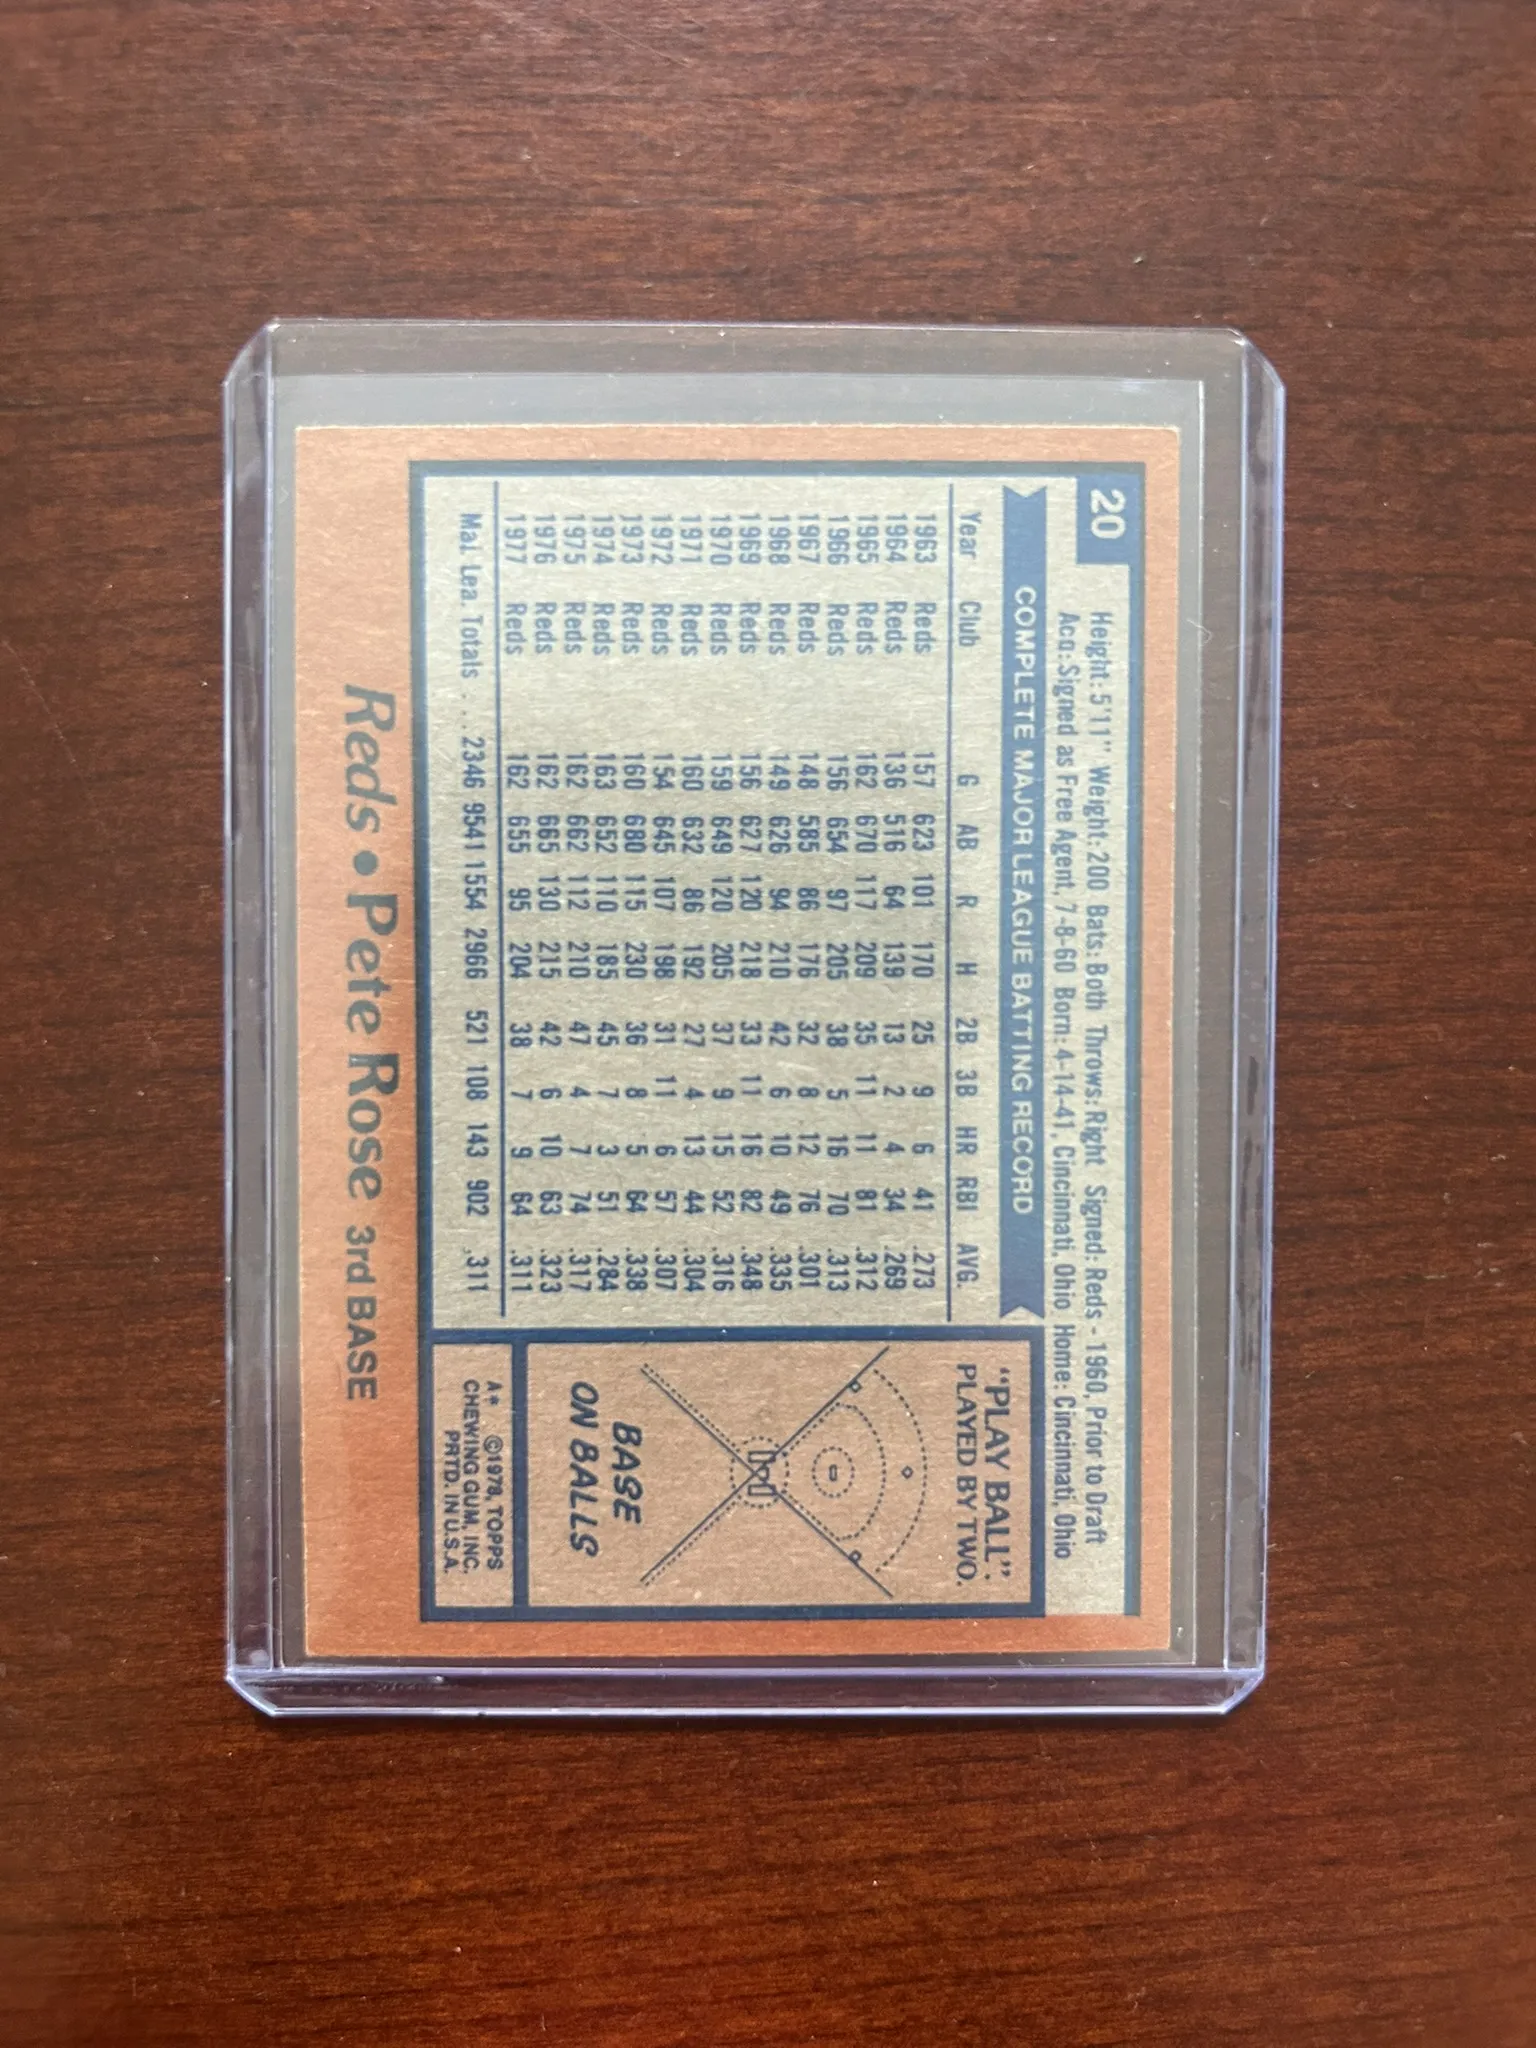 20
Height: 5'11" Weight: 200 Bats: Both Throws: Right Signed: Reds - 1960, Prior to Draft
Acq: Signed as Free Agent, 7-8-60 Born: 4-14-41, Cincinnati, Ohio Home: Cincinnati, Ohio
COMPLETE MAJOR LEAGUE BATTING RECORD
Year Club G AB R H 2B 3B HR RBI AVG.
1963 Reds 157 623 101 170 25 9 6 41 .273
1964 Reds 136 516 64 139 13 2 4 34 .269
1965 Reds 162 670 117 209 35 11 11 81 .312
1966 Reds 156 654 97 205 38 5 16 70 .313
1967 Reds 148 585 86 176 32 8 12 76 .301
1968 Reds 149 626 94 210 42 6 10 49 .335
1969 Reds 156 627 120 218 33 11 16 82 .348
1970 Reds 159 649 120 205 37 9 15 52 .316
1971 Reds 160 632 86 192 27 4 13 44 .304
1972 Reds 154 645 107 198 31 11 6 57 .307
1973 Reds 160 680 115 230 36 8 5 64 .338
1974 Reds 163 652 110 185 45 7 3 51 .284
1975 Reds 162 662 112 210 47 4 7 74 .317
1976 Reds 162 665 130 215 42 6 10 63 .323
1977 Reds 162 655 95 204 38 7 9 64 .311
Maj. Lea. Totals ... 2346 9541 1554 2966 521 108 143 902 .311
"PLAY BALL":
PLAYED BY TWO.
BASE
ON BALLS
A* ©1978, TOPPS
CHEWING GUM, INC.
PRTD. IN U.S.A.
Reds • Pete Rose 3rd BASE